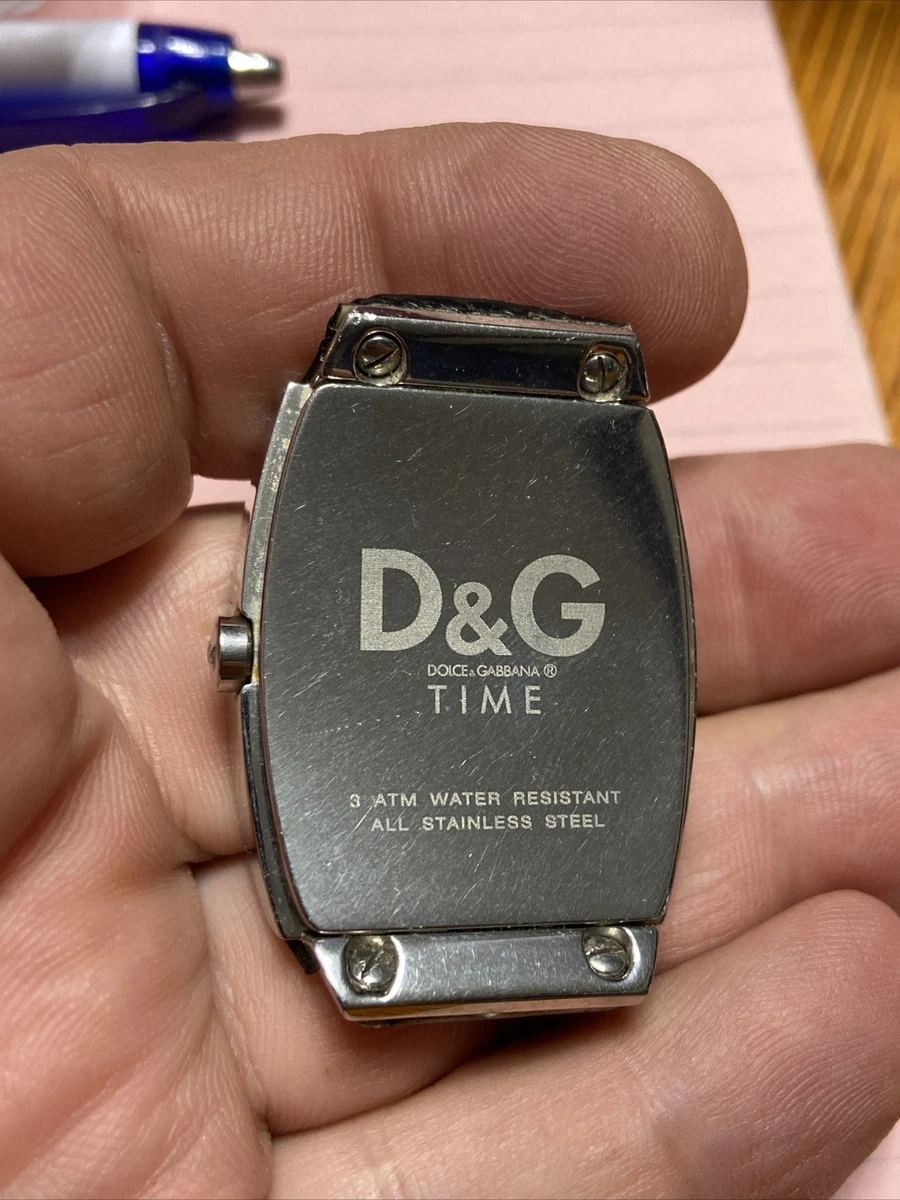 D&G
DOLCE&GABBANA ®
TIME
3 ATM WATER RESISTANT
ALL STAINLESS STEEL